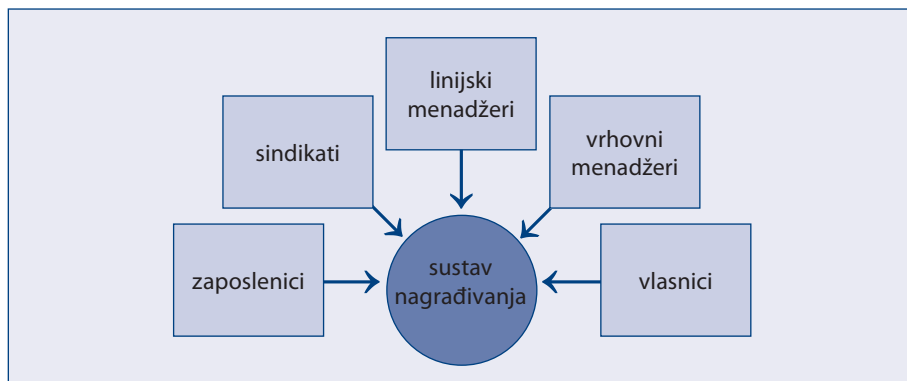 linijski
menadžeri
sindikati
vrhovni
menadžeri
zaposlenici
sustav
nagrađivanja
vlasnici